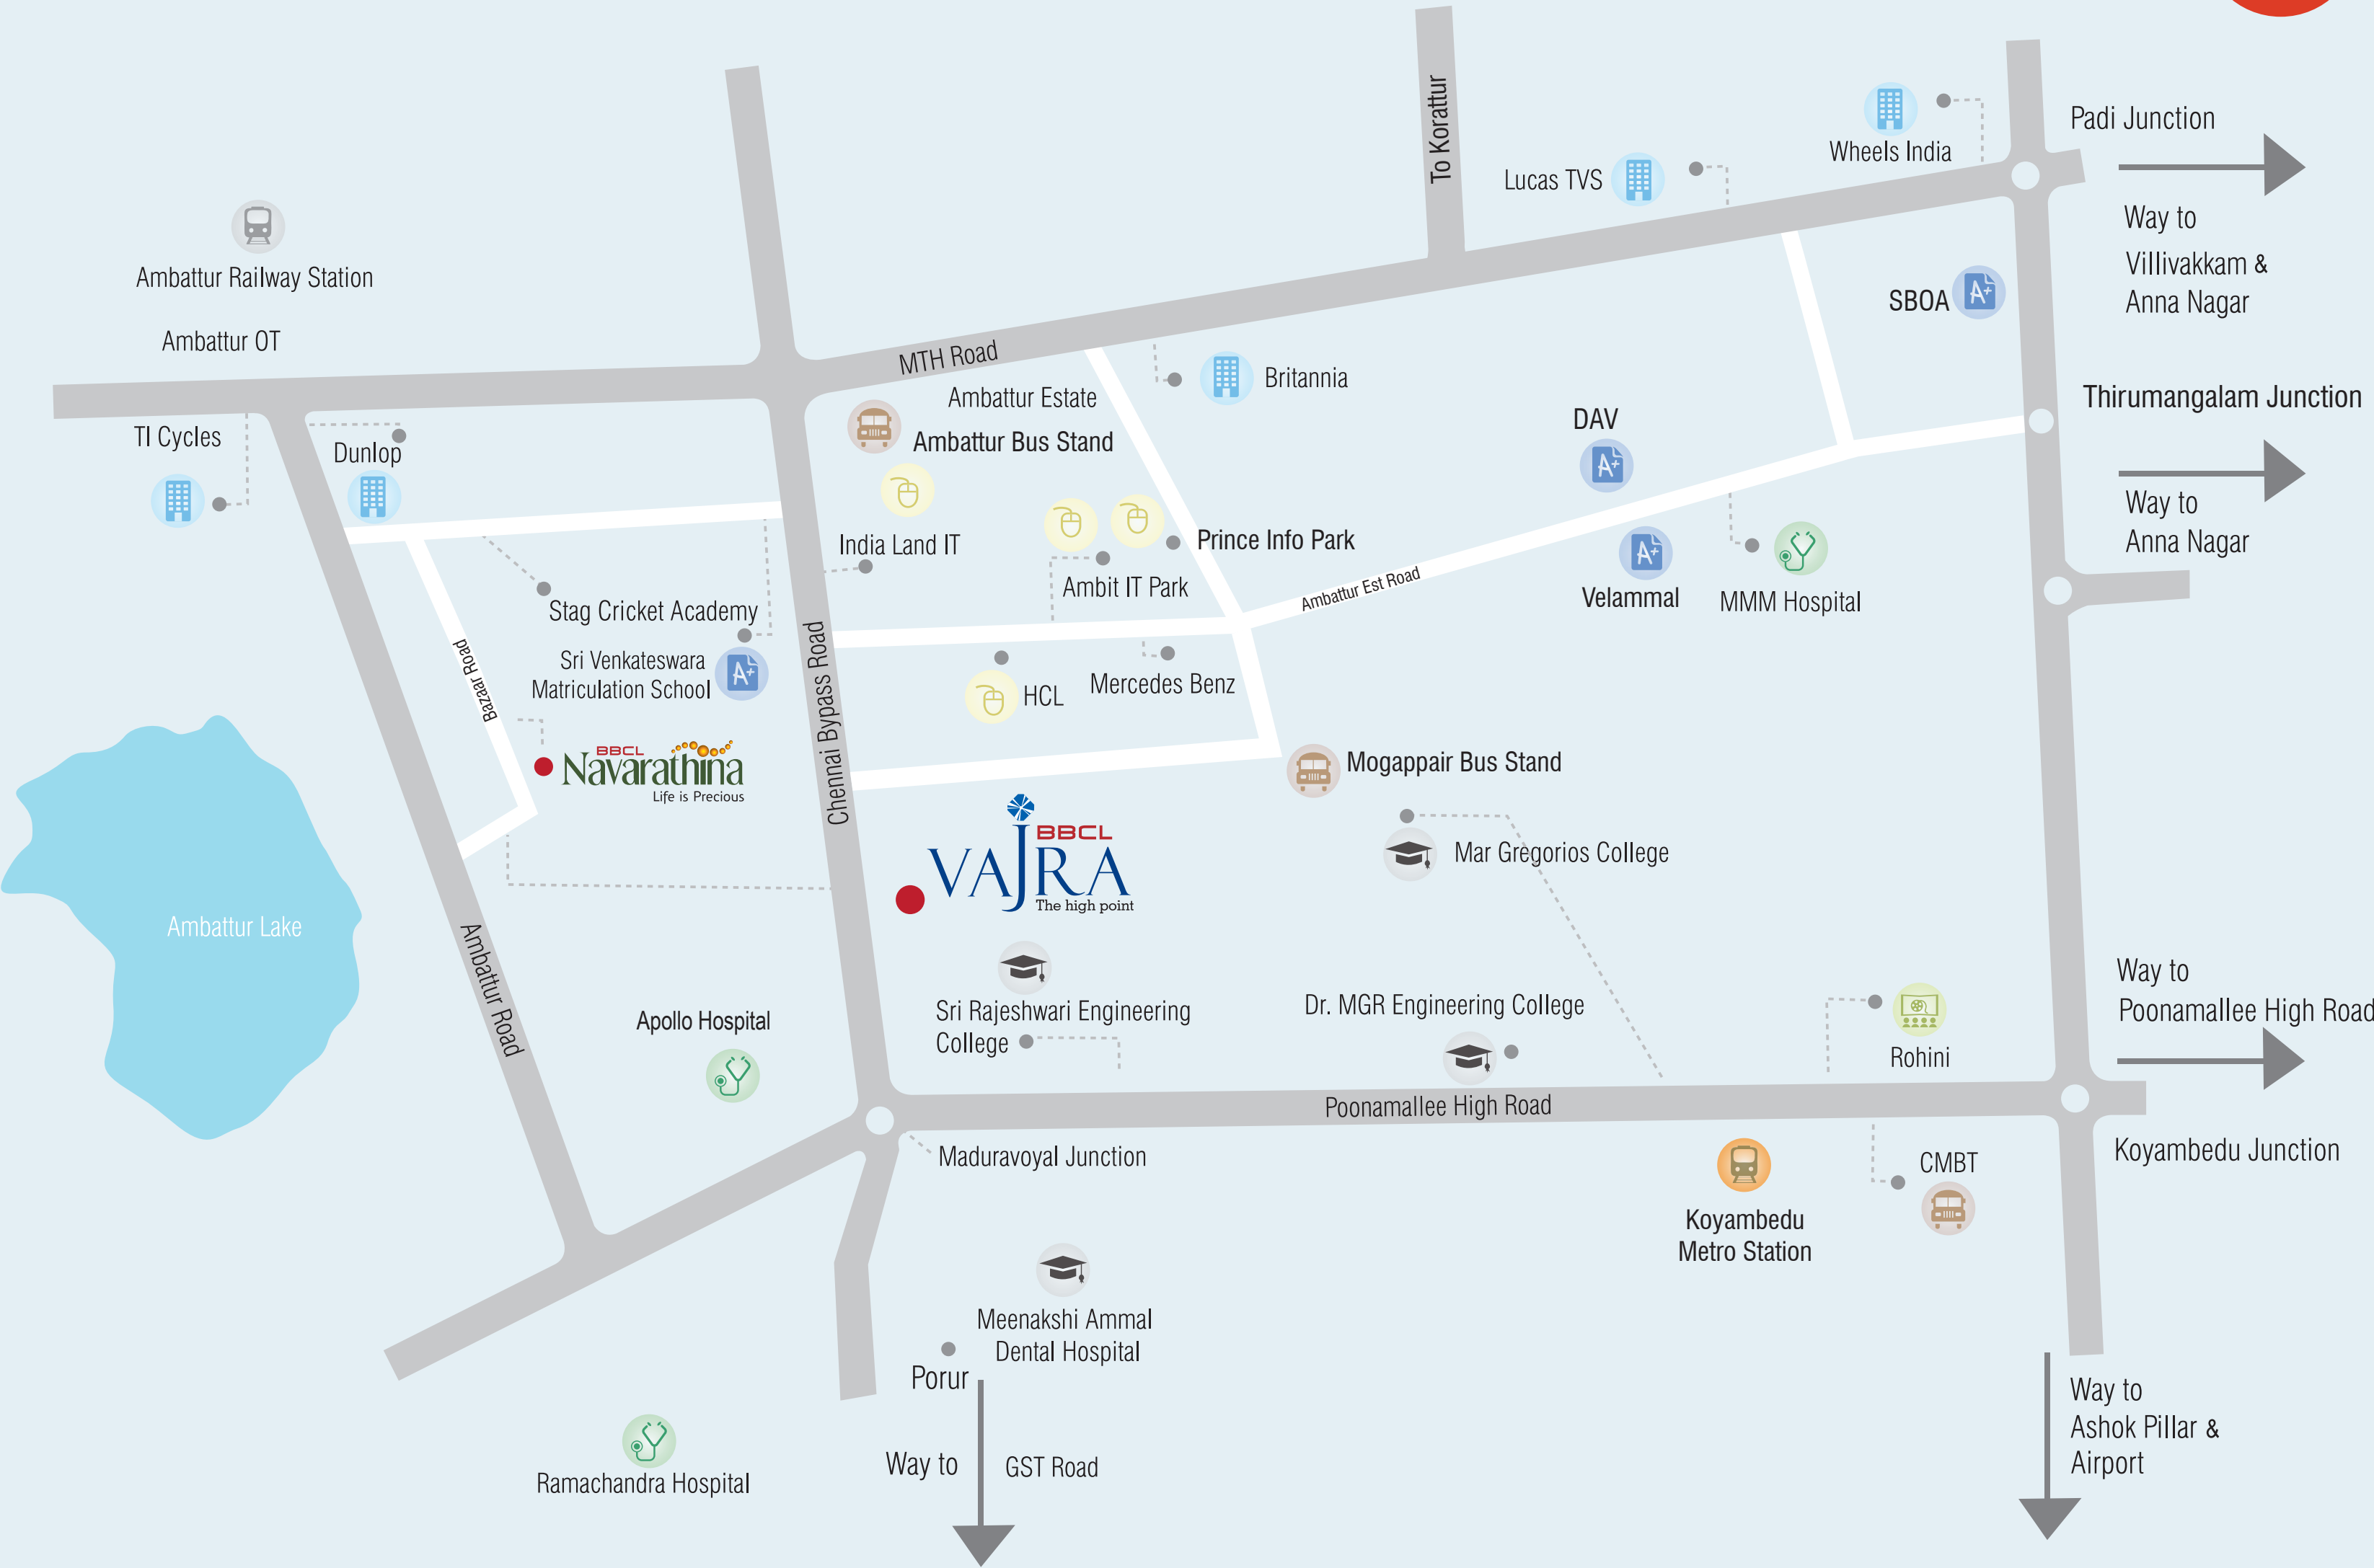 To Korattur
Padi Junction
Wheels India
Lucas TVS
Way to
Villivakkam &
Anna Nagar
Ambattur Railway Station
SBOA
Ambattur OT
MTH Road
Ambattur Estate
Britannia
Thirumangalam Junction
TI Cycles
Dunlop
Ambattur Bus Stand
DAV
Way to
Anna Nagar
India Land IT
Prince Info Park
Ambit IT Park
Ambattur Est Road
Velammal
MMM Hospital
Stag Cricket Academy
Sri Venkateswara
Matriculation School
Bazaar Road
Chennai Bypass Road
HCL
Mercedes Benz
BBCL
Navarathna
Life is Precious
Mogappair Bus Stand
BBCL
VAJRA
The high point
Mar Gregorios College
Ambattur Lake
Ambattur Road
Apollo Hospital
Sri Rajeshwari Engineering
College
Dr. MGR Engineering College
Rohini
Way to
Poonamallee High Road
Poonamallee High Road
Maduravoyal Junction
Koyambedu Junction
CMBT
Koyambedu
Metro Station
Meenakshi Ammal
Dental Hospital
Porur
Way to
GST Road
Way to
Ashok Pillar &
Airport
Ramachandra Hospital